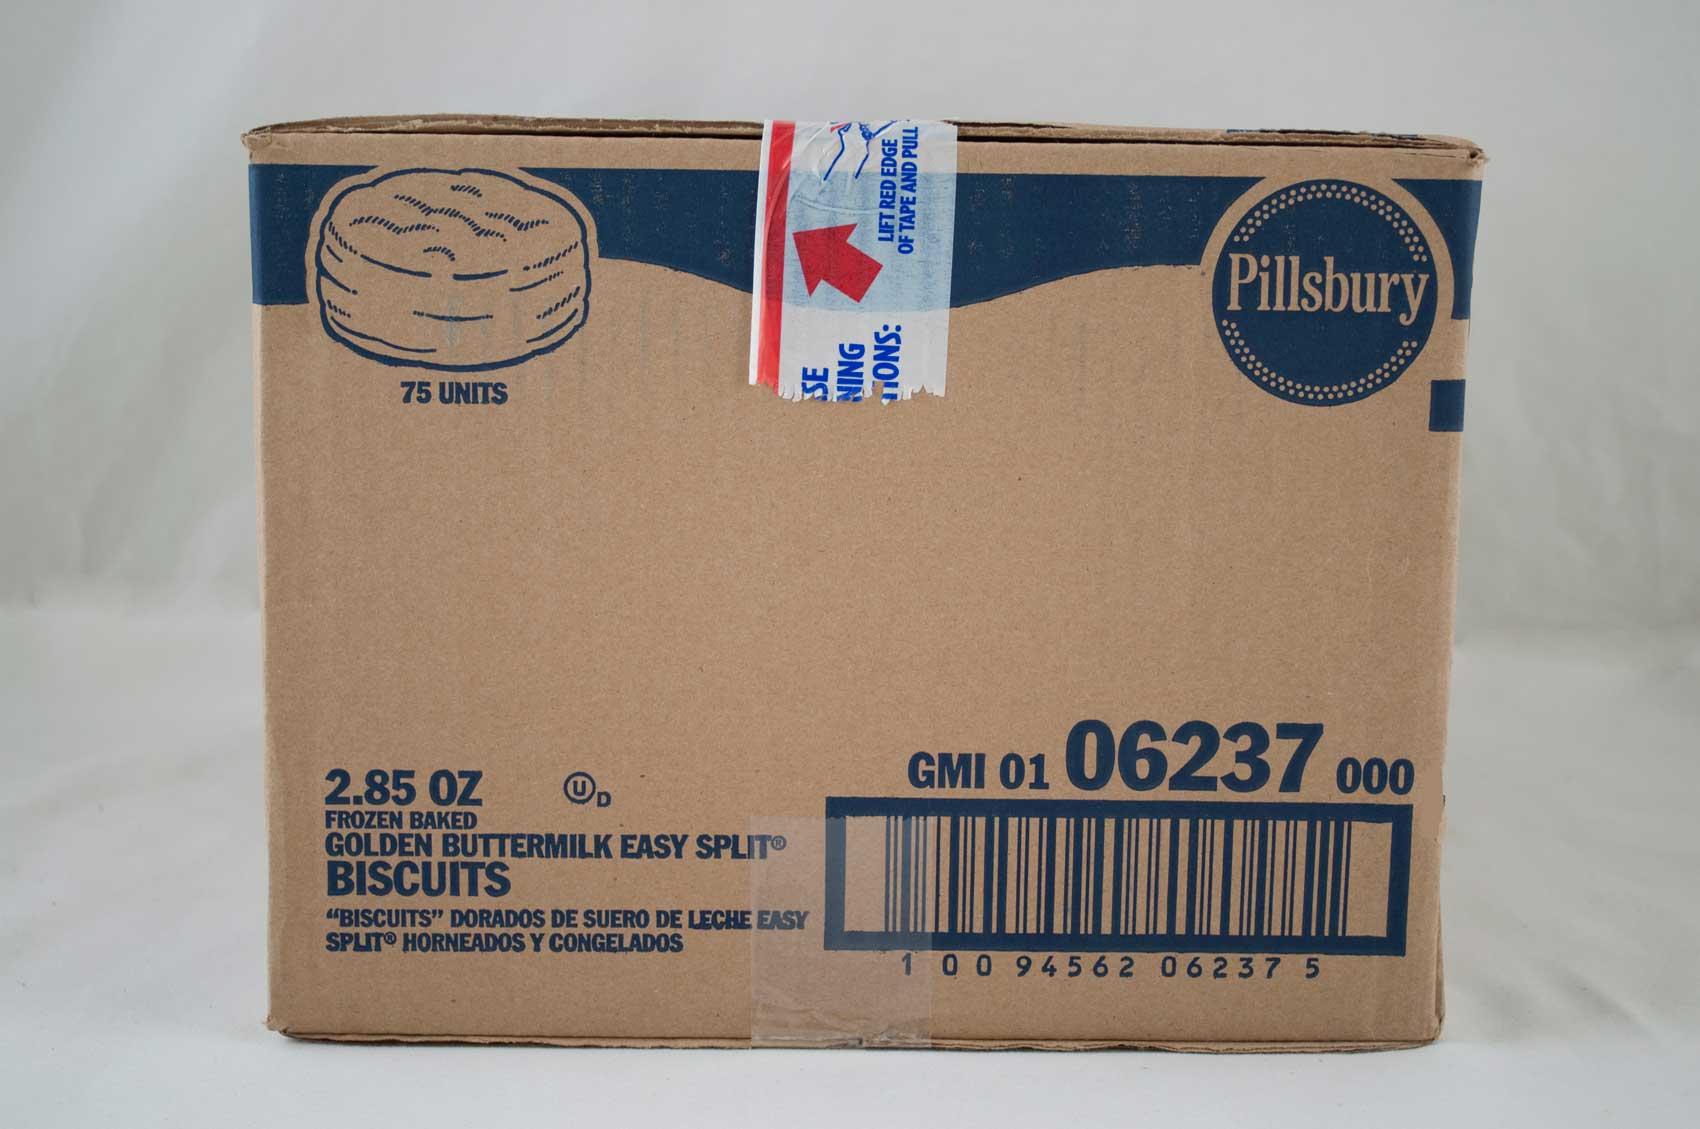 LIFT RED EDGE
OF TAPE AND PULL
Pillsbury
75 UNITS
GMI 01 06237 000
2.85 OZ
U D
FROZEN BAKED
GOLDEN BUTTERMILK EASY SPLIT®
BISCUITS
“BISCUITS” DORADOS DE SUERO DE LECHE EASY
SPLIT® HORNEADOS Y CONGELADOS
1 00 94562 06237 5